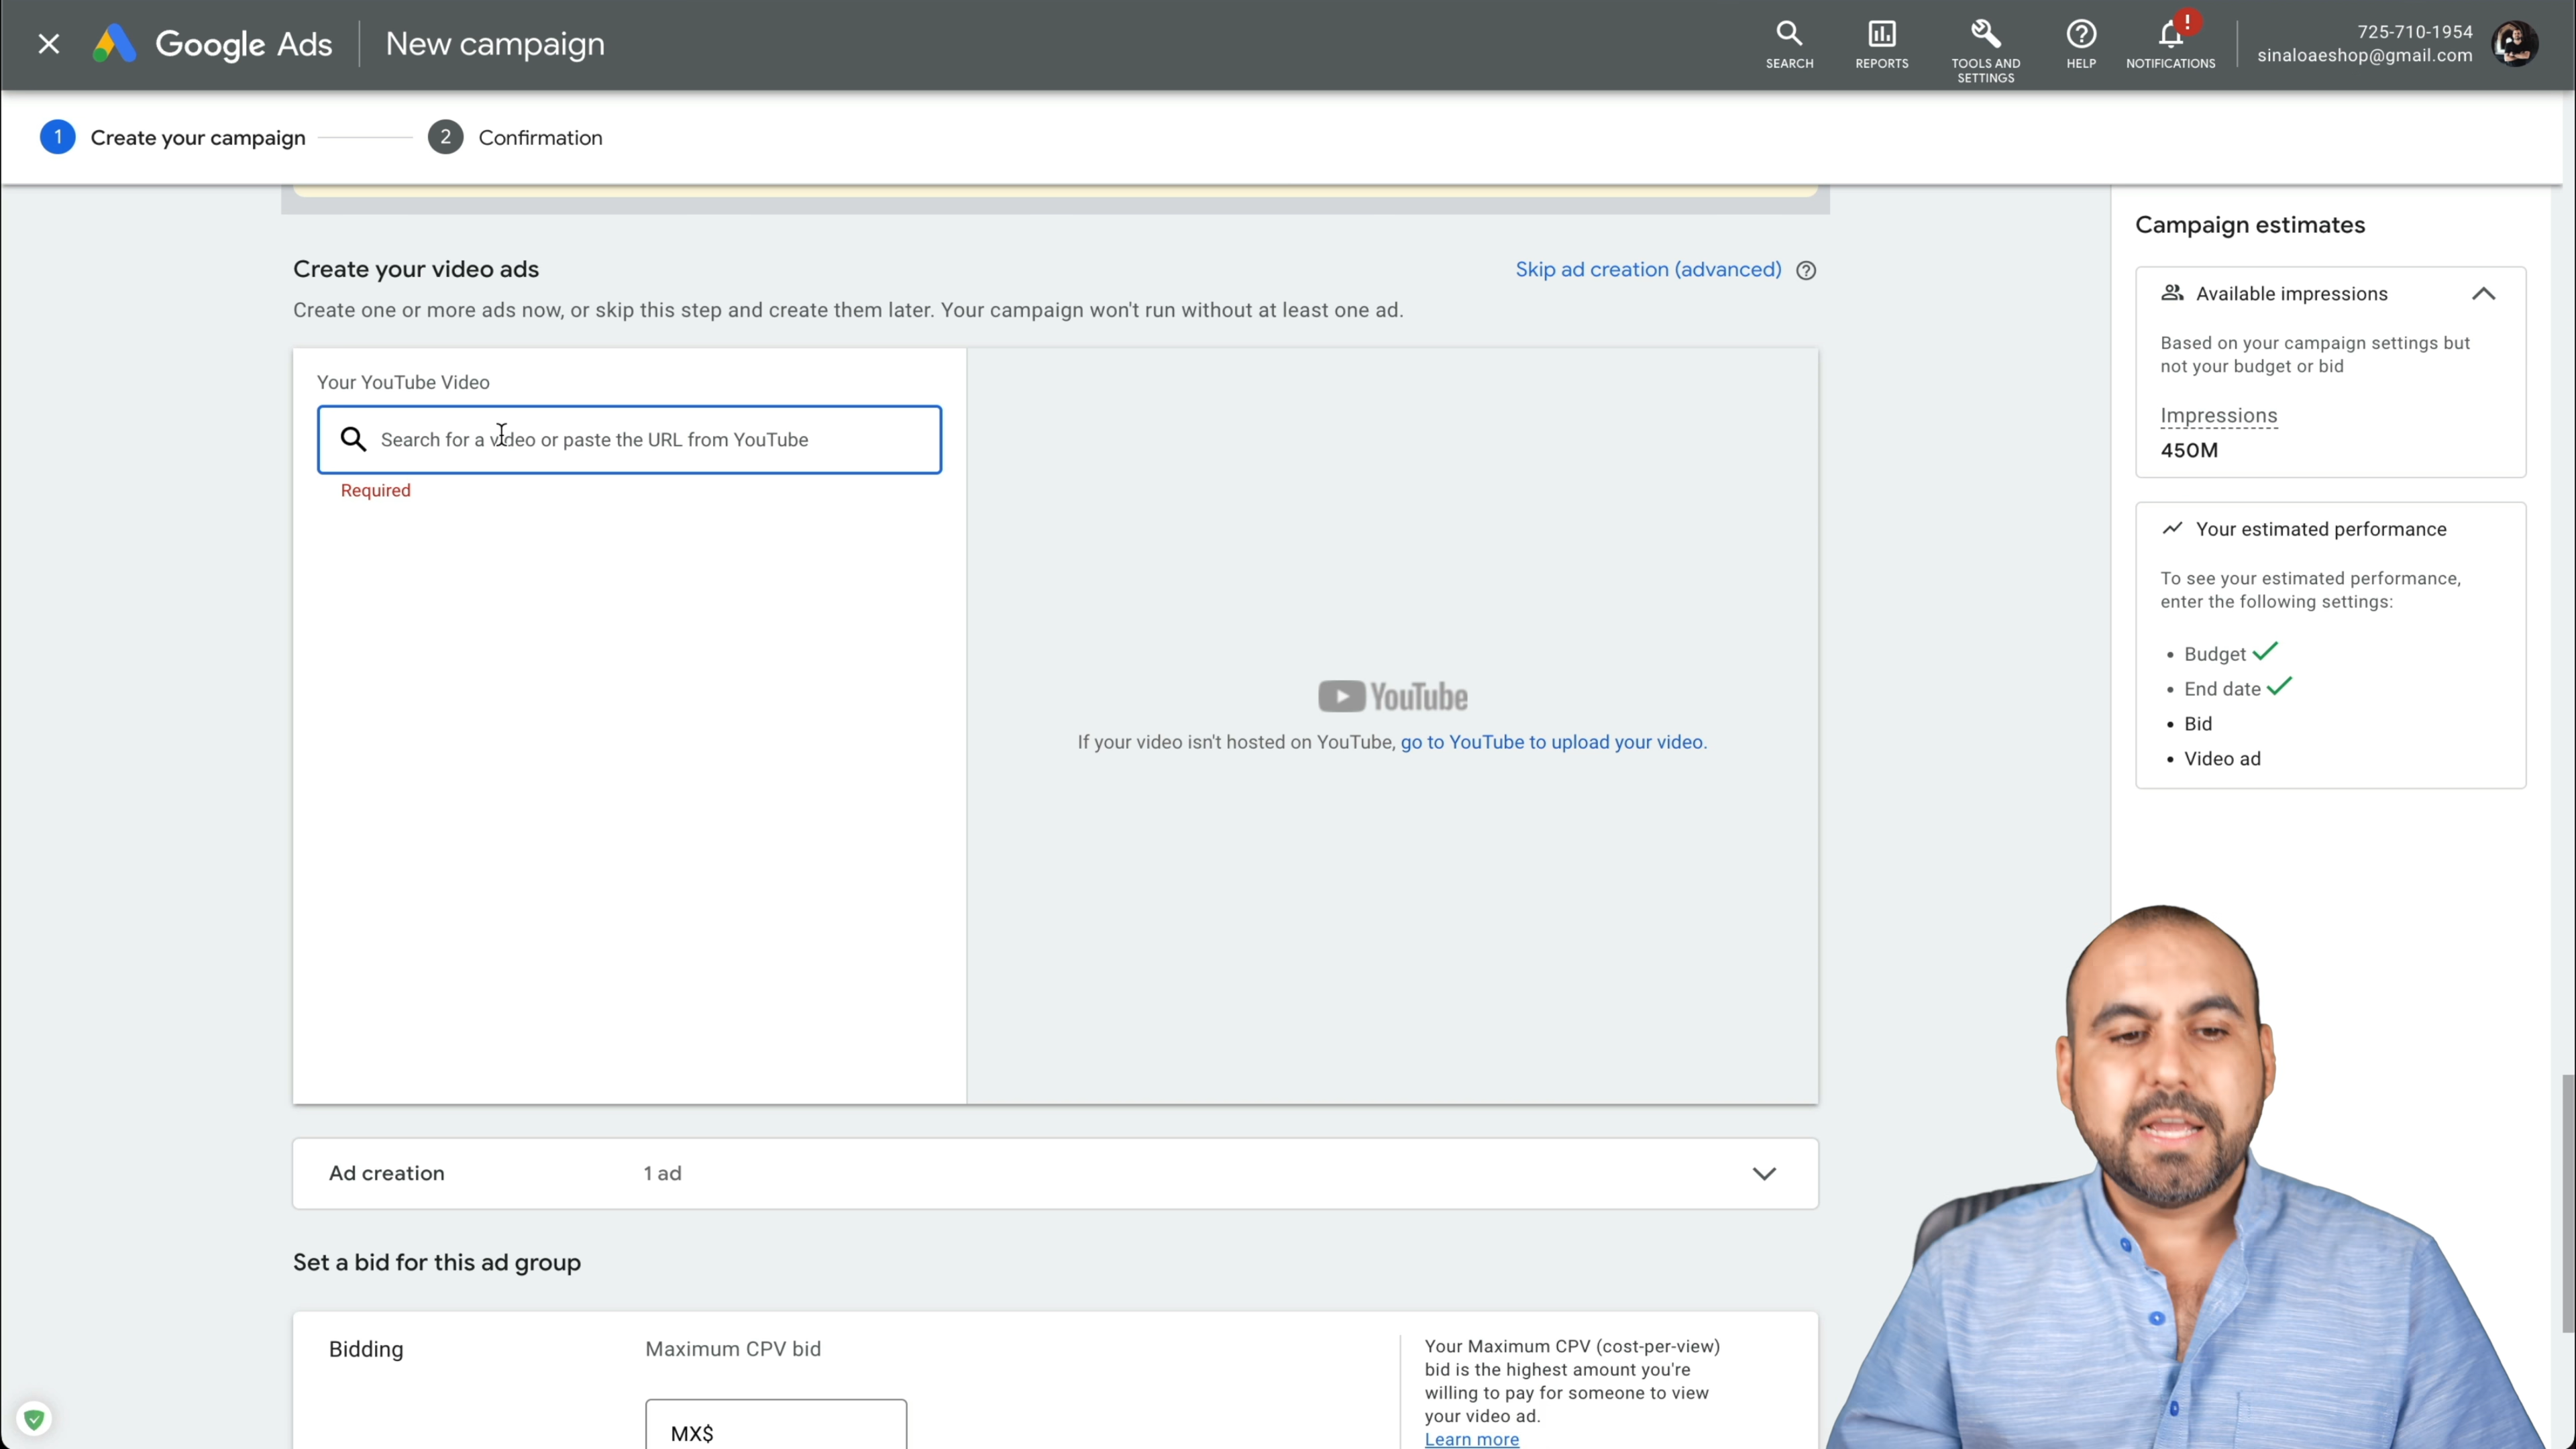 Google Ads
New campaign
SEARCH
REPORTS
TOOLS AND
SETTINGS
HELP
!
NOTIFICATIONS
725-710-1954
sinaloaeshop@gmail.com
1
Create your campaign
2
Confirmation
Create your video ads
Skip ad creation (advanced)
Create one or more ads now, or skip this step and create them later. Your campaign won't run without at least one ad.
Your YouTube Video
Search for a video or paste the URL from YouTube
Required
YouTube
If your video isn't hosted on YouTube, go to YouTube to upload your video.
Ad creation
1 ad
Set a bid for this ad group
Bidding
Maximum CPV bid
MX$
Your Maximum CPV (cost-per-view)
bid is the highest amount you're
willing to pay for someone to view
your video ad.
Learn more
Campaign estimates
Available impressions
Based on your campaign settings but
not your budget or bid
Impressions
450M
Your estimated performance
To see your estimated performance,
enter the following settings:
• Budget
• End date
• Bid
• Video ad